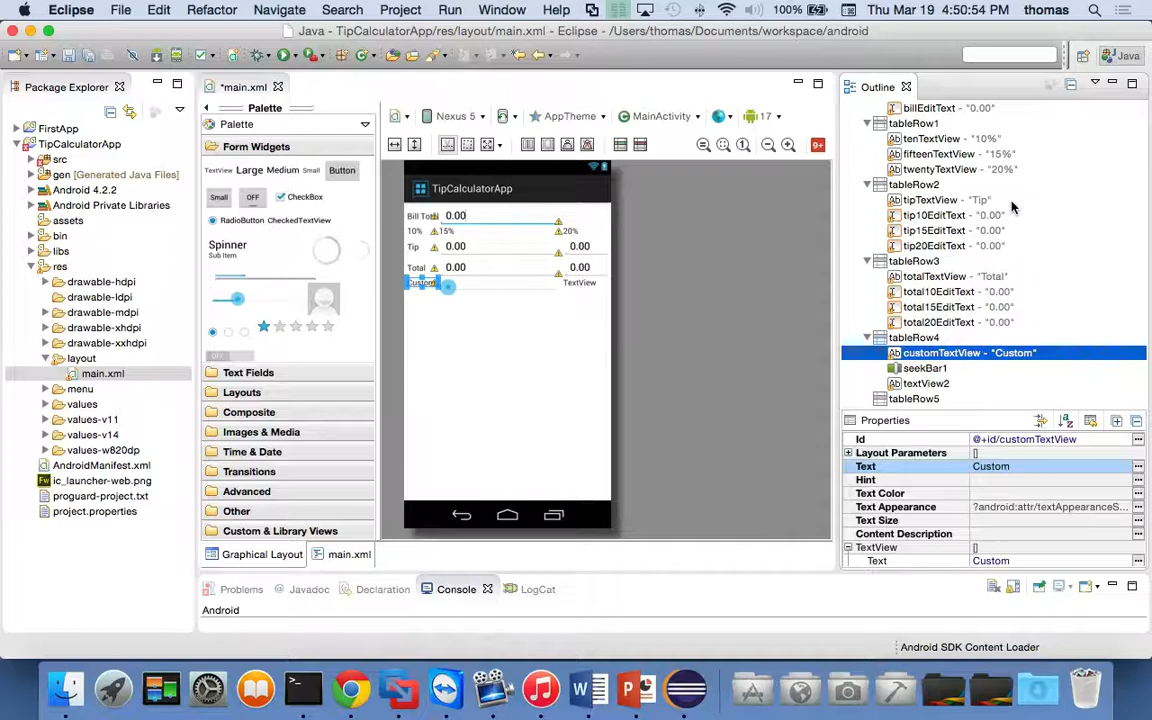 Eclipse File Edit Refactor Navigate Search Project Run Window Help 100% Thu Mar 19 4:50:54 PM thomas
Java - TipCalculatorApp/res/layout/main.xml - Eclipse - /Users/thomas/Documents/workspace/android
Java
Package Explorer
FirstApp
TipCalculatorApp
src
gen [Generated Java Files]
Android 4.2.2
Android Private Libraries
assets
bin
libs
res
drawable-hdpi
drawable-ldpi
drawable-mdpi
drawable-xhdpi
drawable-xxhdpi
layout
main.xml
menu
values
values-v11
values-v14
values-w820dp
AndroidManifest.xml
ic_launcher-web.png
proguard-project.txt
project.properties
*main.xml
Palette
Palette
Form Widgets
TextView Large Medium Small Button
Small OFF CheckBox
RadioButton CheckedTextView
Spinner
Sub Item
OFF
Text Fields
Layouts
Composite
Images & Media
Time & Date
Transitions
Advanced
Other
Custom & Library Views
Graphical Layout main.xml
Nexus 5 AppTheme MainActivity 17
9+
TipCalculatorApp
Bill Total 0.00
10% 15% 20%
Tip 0.00 0.00
Total 0.00 0.00
Custom TextView
Problems Javadoc Declaration Console LogCat
Android
Outline
billEditText - "0.00"
tableRow1
tenTextView - "10%"
fifteenTextView - "15%"
twentyTextView - "20%"
tableRow2
tipTextView - "Tip"
tip10EditText - "0.00"
tip15EditText - "0.00"
tip20EditText - "0.00"
tableRow3
totalTextView - "Total"
total10EditText - "0.00"
total15EditText - "0.00"
total20EditText - "0.00"
tableRow4
customTextView - "Custom"
seekBar1
textView2
tableRow5
Properties
Id @+id/customTextView
Layout Parameters []
Text Custom
Hint
Text Color
Text Appearance ?android:attr/textAppearanceS...
Text Size
Content Description
TextView []
Text Custom
Android SDK Content Loader